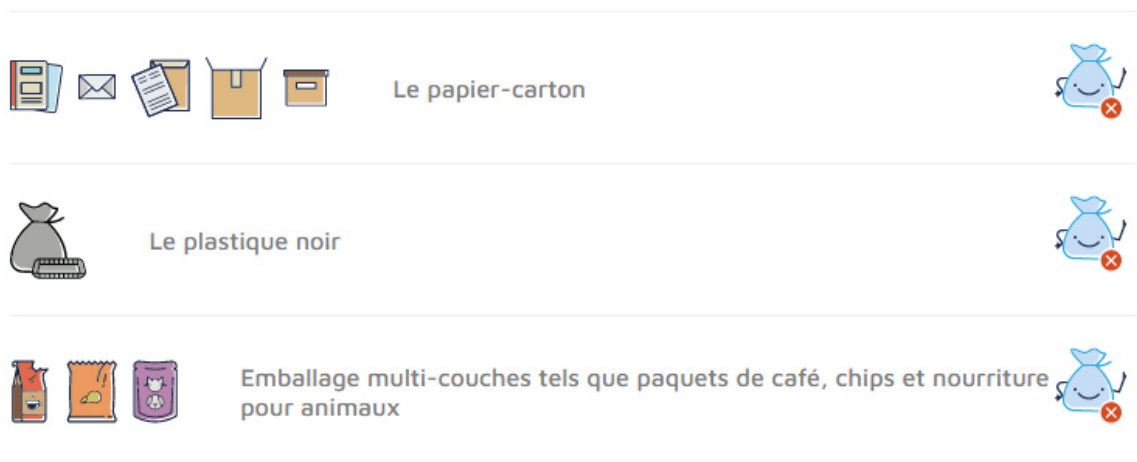 Le papier-carton
Le plastique noir
Emballage multi-couches tels que paquets de café, chips et nourriture
pour animaux